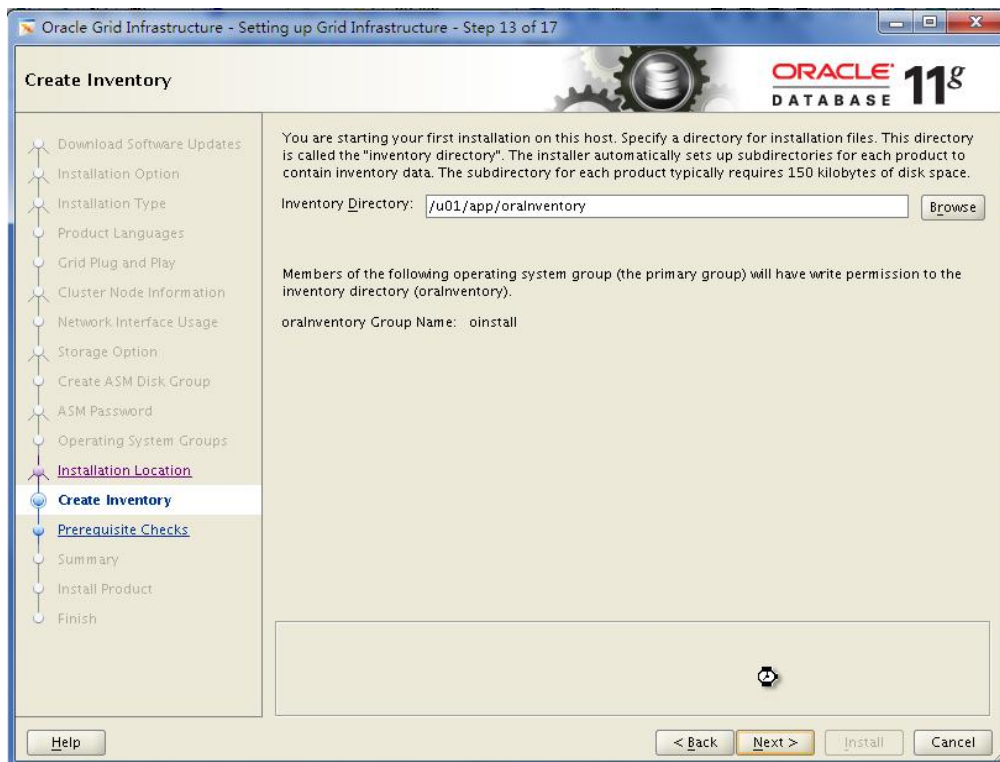 Oracle Grid Infrastructure - Setting up Grid Infrastructure - Step 13 of 17
Create Inventory
ORACLE
DATABASE
11g
Download Software Updates
Installation Option
Installation Type
Product Languages
Grid Plug and Play
Cluster Node Information
Network Interface Usage
Storage Option
Create ASM Disk Group
ASM Password
Operating System Groups
Installation Location
Create Inventory
Prerequisite Checks
Summary
Install Product
Finish
You are starting your first installation on this host. Specify a directory for installation files. This directory
is called the "inventory directory". The installer automatically sets up subdirectories for each product to
contain inventory data. The subdirectory for each product typically requires 150 kilobytes of disk space.
Inventory Directory: /u01/app/oraInventory Browse
Members of the following operating system group (the primary group) will have write permission to the
inventory directory (oraInventory).
oraInventory Group Name: oinstall
Help < Back Next > Install Cancel